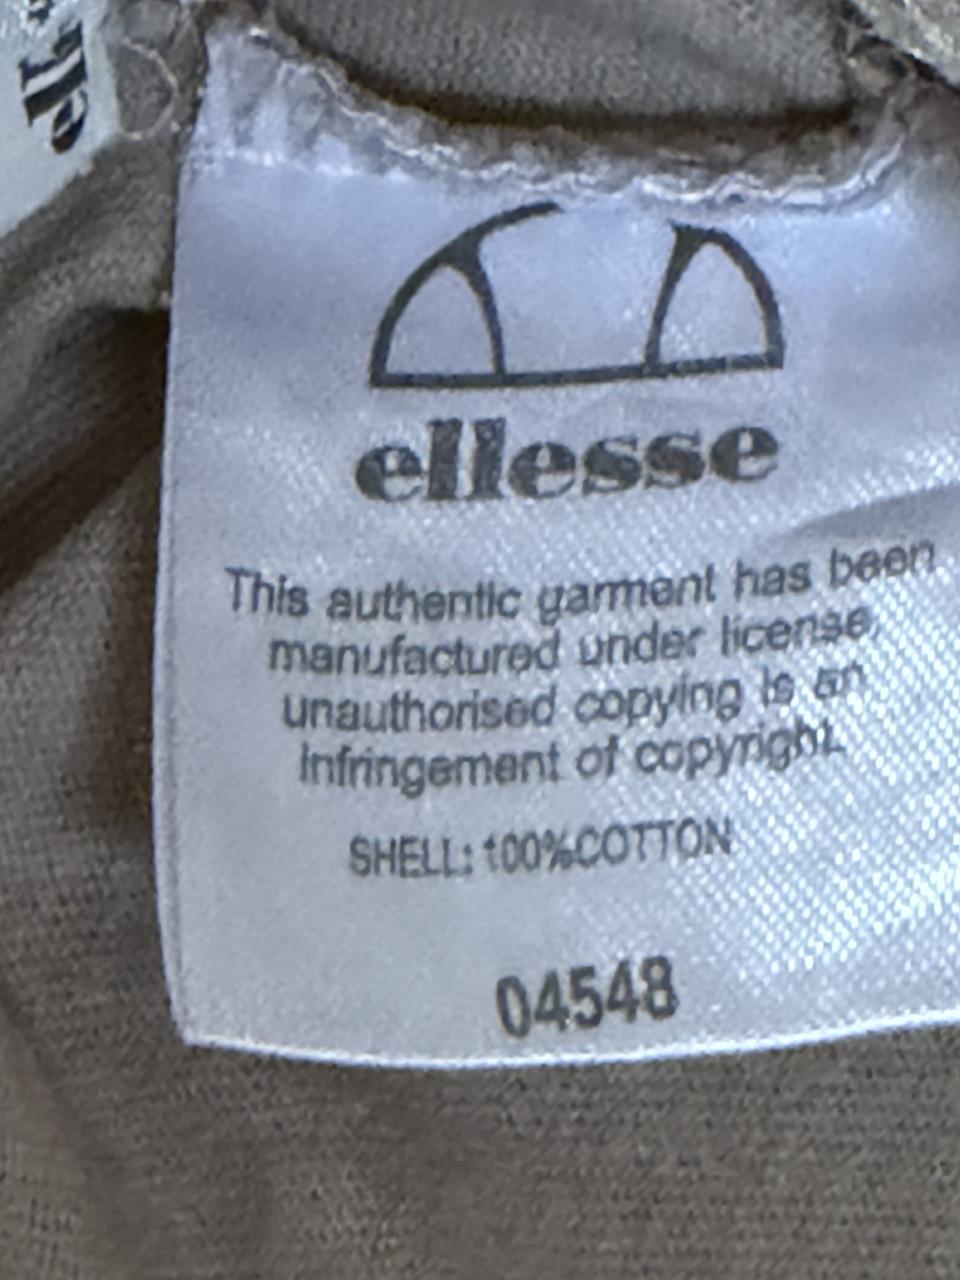 elle
ellesse
This authentic garment has been
manufactured under license,
unauthorised copying is an
infringement of copyright.
SHELL: 100%COTTON
04548